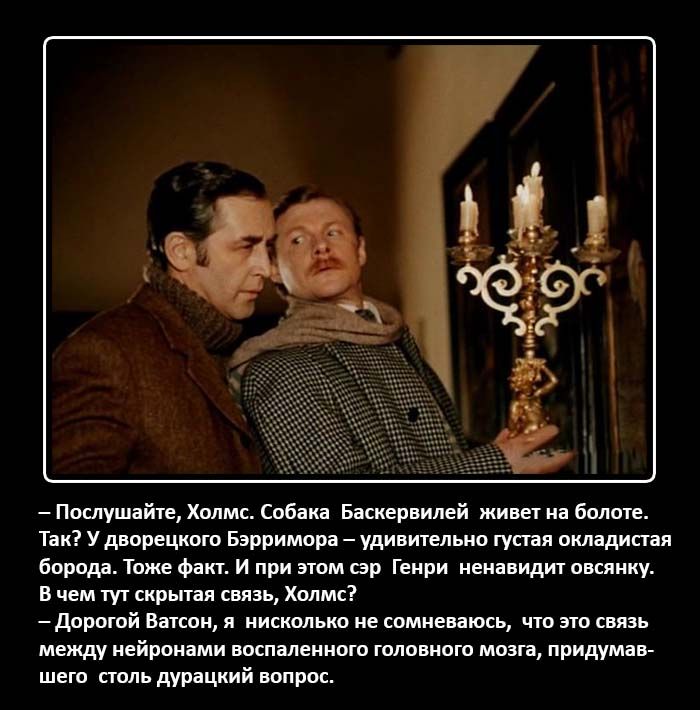 – Послушайте, Холмс. Собака Баскервилей живет на болоте.
Так? У дворецкого Бэрримора – удивительно густая окладистая
борода. Тоже факт. И при этом сэр Генри ненавидит овсянку.
В чем тут скрытая связь, Холмс?
– Дорогой Ватсон, я нисколько не сомневаюсь, что это связь
между нейронами воспаленного головного мозга, придумав-
шего столь дурацкий вопрос.